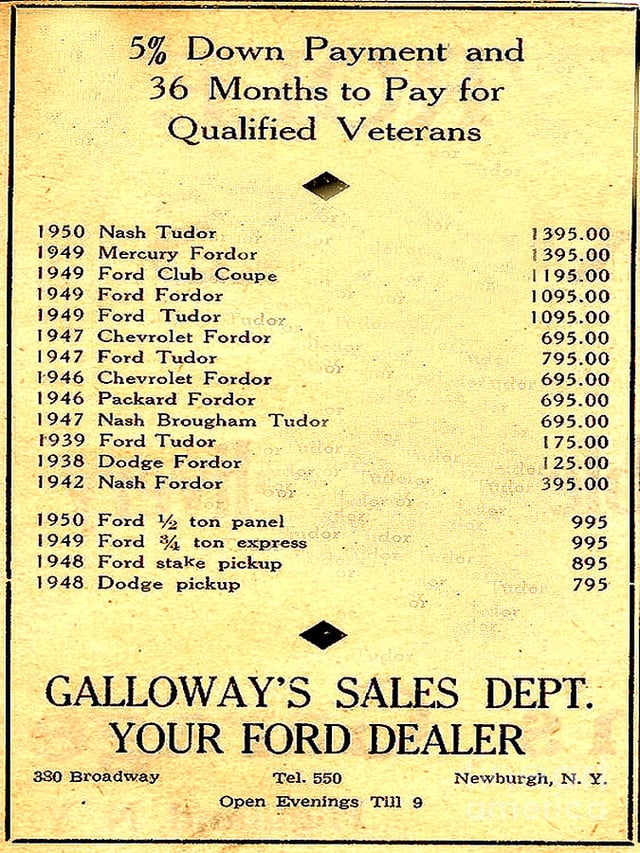 5% Down Payment and
36 Months to Pay for
Qualified Veterans
1950 Nash Tudor 1395.00
1949 Mercury Fordor 1395.00
1949 Ford Club Coupe 1195.00
1949 Ford Fordor 1095.00
1949 Ford Tudor 1095.00
1947 Chevrolet Fordor 695.00
1947 Ford Tudor 795.00
1946 Chevrolet Fordor 695.00
1946 Packard Fordor 695.00
1947 Nash Brougham Tudor 695.00
1939 Ford Tudor 175.00
1938 Dodge Fordor 125.00
1942 Nash Fordor 395.00
1950 Ford ½ ton panel 995
1949 Ford ¾ ton express 995
1948 Ford stake pickup 895
1948 Dodge pickup 795
GALLOWAY'S SALES DEPT.
YOUR FORD DEALER
380 Broadway Tel. 550 Newburgh, N. Y.
Open Evenings Till 9